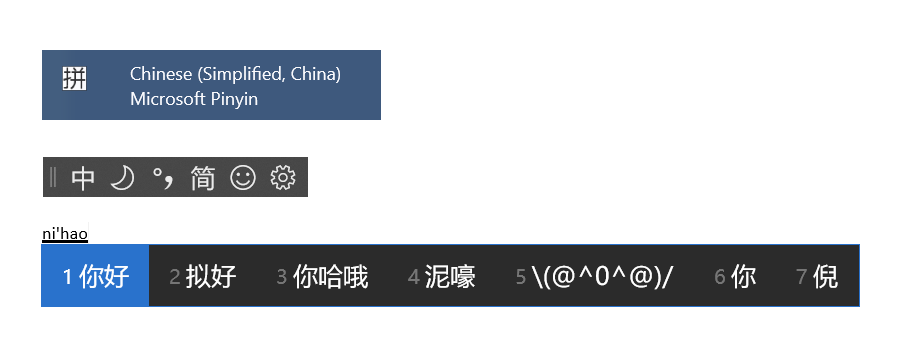 拼
Chinese (Simplified, China)
Microsoft Pinyin
中 °, 简
ni'hao
1 你好 2 拟好 3 你哈哦 4 泥嚎 5 \(@^0^@)/ 6 你 7 倪